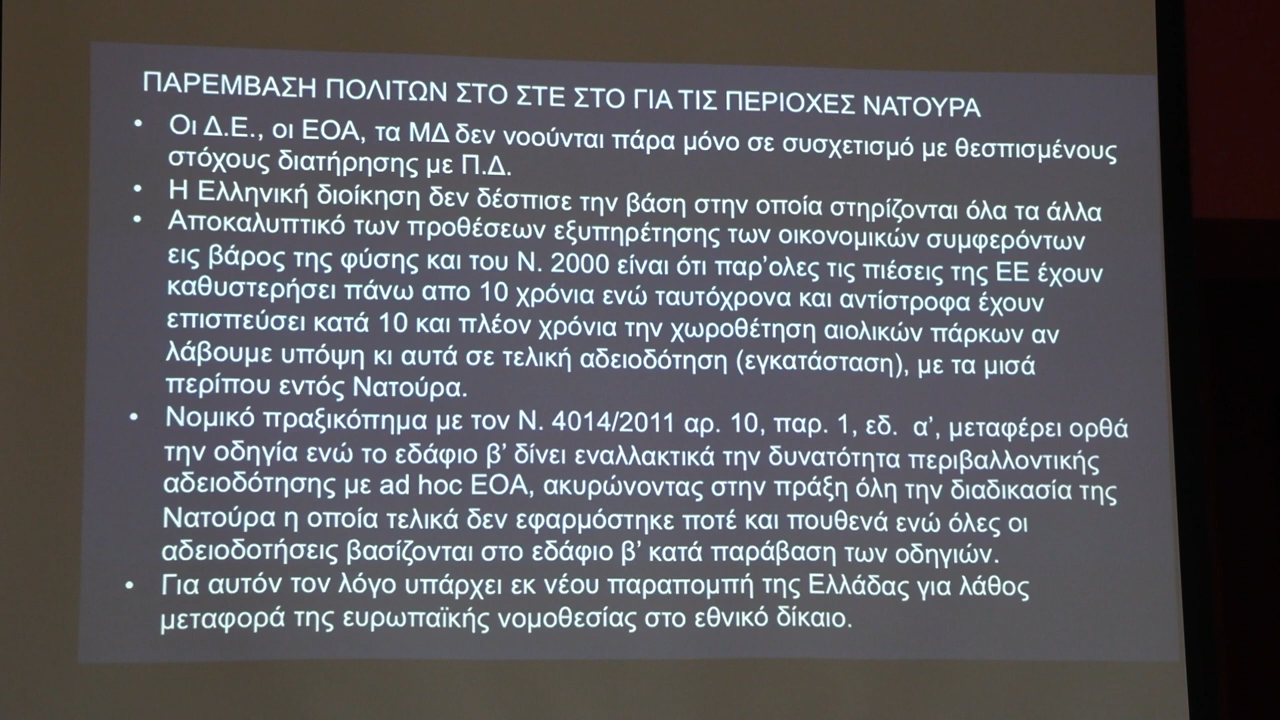 ΠΑΡΕΜΒΑΣΗ ΠΟΛΙΤΩΝ ΣΤΟ ΣΤΕ ΣΤΟ ΓΙΑ ΤΙΣ ΠΕΡΙΟΧΕΣ ΝΑΤΟΥΡΑ
• Οι Δ.Ε., οι ΕΟΑ, τα ΜΔ δεν νοούνται πάρα μόνο σε συσχετισμό με θεσπισμένους
στόχους διατήρησης με Π.Δ.
• Η Ελληνική διοίκηση δεν δέσπισε την βάση στην οποία στηρίζονται όλα τα άλλα
• Αποκαλυπτικό των προθέσεων εξυπηρέτησης των οικονομικών συμφερόντων
εις βάρος της φύσης και του Ν. 2000 είναι ότι παρ’ολες τις πιέσεις της ΕΕ έχουν
καθυστερήσει πάνω απο 10 χρόνια ενώ ταυτόχρονα και αντίστροφα έχουν
επισπεύσει κατά 10 και πλέον χρόνια την χωροθέτηση αιολικών πάρκων αν
λάβουμε υπόψη κι αυτά σε τελική αδειοδότηση (εγκατάσταση), με τα μισά
περίπου εντός Νατούρα.
• Νομικό πραξικόπημα με τον Ν. 4014/2011 αρ. 10, παρ. 1, εδ. α’, μεταφέρει ορθά
την οδηγία ενώ το εδάφιο β’ δίνει εναλλακτικά την δυνατότητα περιβαλλοντικής
αδειοδότησης με ad hoc ΕΟΑ, ακυρώνοντας στην πράξη όλη την διαδικασία της
Νατούρα η οποία τελικά δεν εφαρμόστηκε ποτέ και πουθενά ενώ όλες οι
αδειοδοτήσεις βασίζονται στο εδάφιο β’ κατά παράβαση των οδηγιών.
• Για αυτόν τον λόγο υπάρχει εκ νέου παραπομπή της Ελλάδας για λάθος
μεταφορά της ευρωπαϊκής νομοθεσίας στο εθνικό δίκαιο.